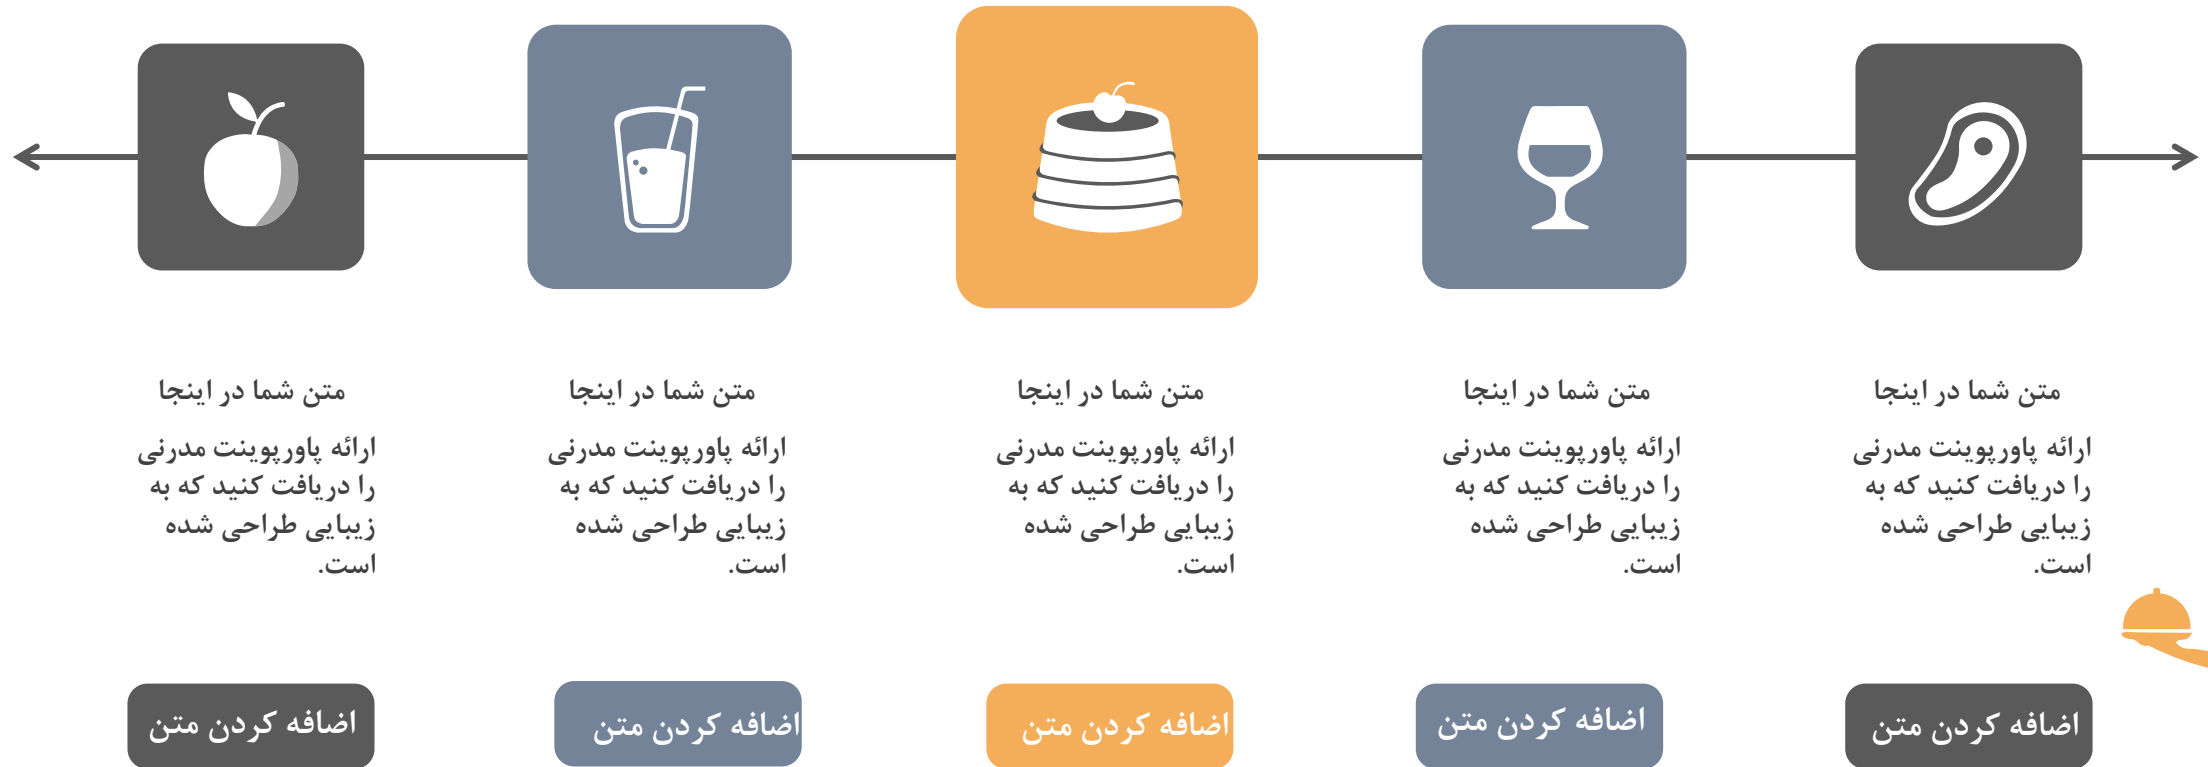 متن شما در اینجا
ارائه پاورپوینت مدرنی
را دریافت کنید که به
زیبایی طراحی شده
است.
اضافه کردن متن
متن شما در اینجا
ارائه پاورپوینت مدرنی
را دریافت کنید که به
زیبایی طراحی شده
است.
اضافه کردن متن
متن شما در اینجا
ارائه پاورپوینت مدرنی
را دریافت کنید که به
زیبایی طراحی شده
است.
اضافه کردن متن
متن شما در اینجا
ارائه پاورپوینت مدرنی
را دریافت کنید که به
زیبایی طراحی شده
است.
اضافه کردن متن
متن شما در اینجا
ارائه پاورپوینت مدرنی
را دریافت کنید که به
زیبایی طراحی شده
است.
اضافه کردن متن